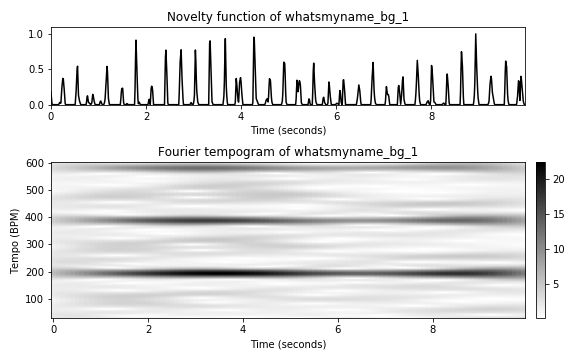 Novelty function of whatsmyname_bg_1
1.0
0.5
0.0
0 2 4 6 8
Time (seconds)
Fourier tempogram of whatsmyname_bg_1
600
500
400
300
200
100
Tempo (BPM)
20
15
10
5
0 2 4 6 8
Time (seconds)